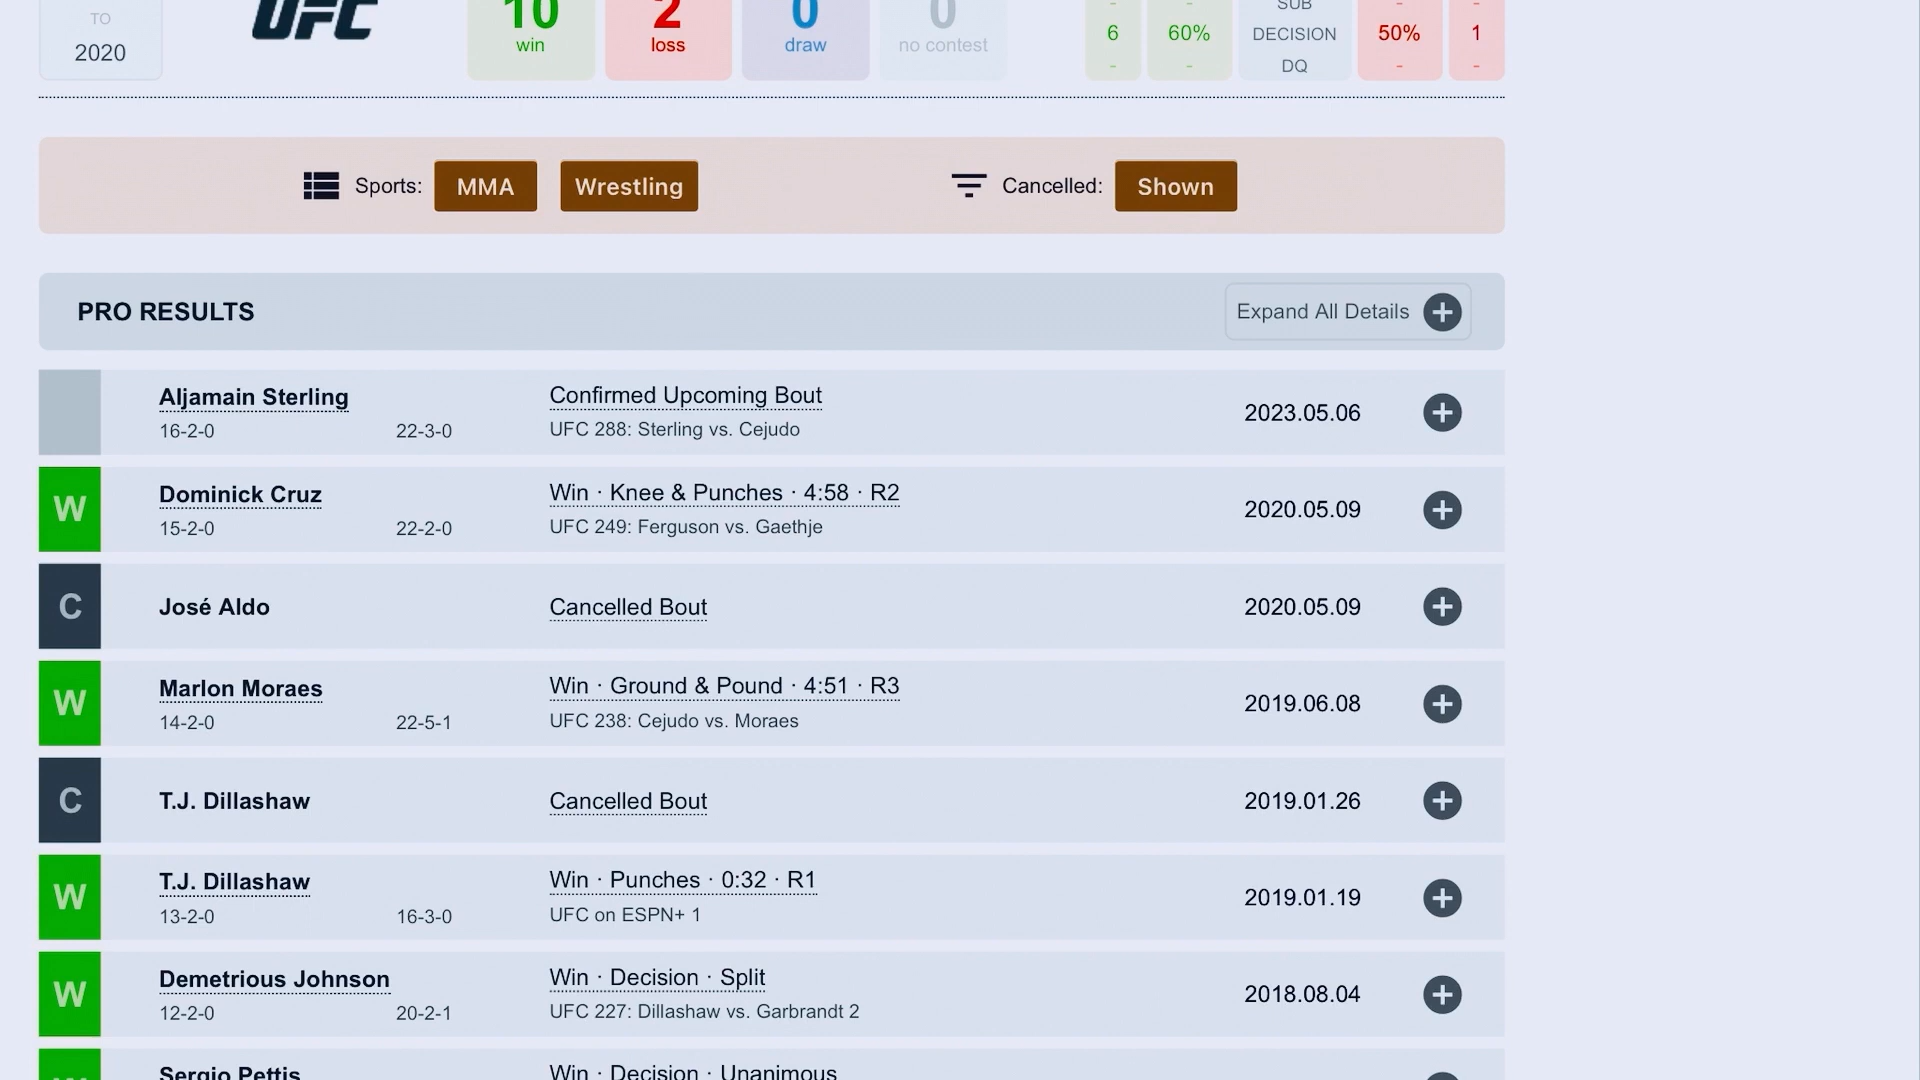 TO
2020
UFC
10
win
2
loss
0
draw
0
no contest
-
6
-
-
60%
-
SUB
DECISION
DQ
-
50%
-
-
1
-
Sports:
MMA
Wrestling
Cancelled:
Shown
PRO RESULTS
Expand All Details
Aljamain Sterling
16-2-0 22-3-0
Confirmed Upcoming Bout
UFC 288: Sterling vs. Cejudo
2023.05.06
W
Dominick Cruz
15-2-0 22-2-0
Win · Knee & Punches · 4:58 · R2
UFC 249: Ferguson vs. Gaethje
2020.05.09
C
José Aldo
Cancelled Bout
2020.05.09
W
Marlon Moraes
14-2-0 22-5-1
Win · Ground & Pound · 4:51 · R3
UFC 238: Cejudo vs. Moraes
2019.06.08
C
T.J. Dillashaw
Cancelled Bout
2019.01.26
W
T.J. Dillashaw
13-2-0 16-3-0
Win · Punches · 0:32 · R1
UFC on ESPN+ 1
2019.01.19
W
Demetrious Johnson
12-2-0 20-2-1
Win · Decision · Split
UFC 227: Dillashaw vs. Garbrandt 2
2018.08.04
W
Sergio Pettis
Win · Decision · Unanimous